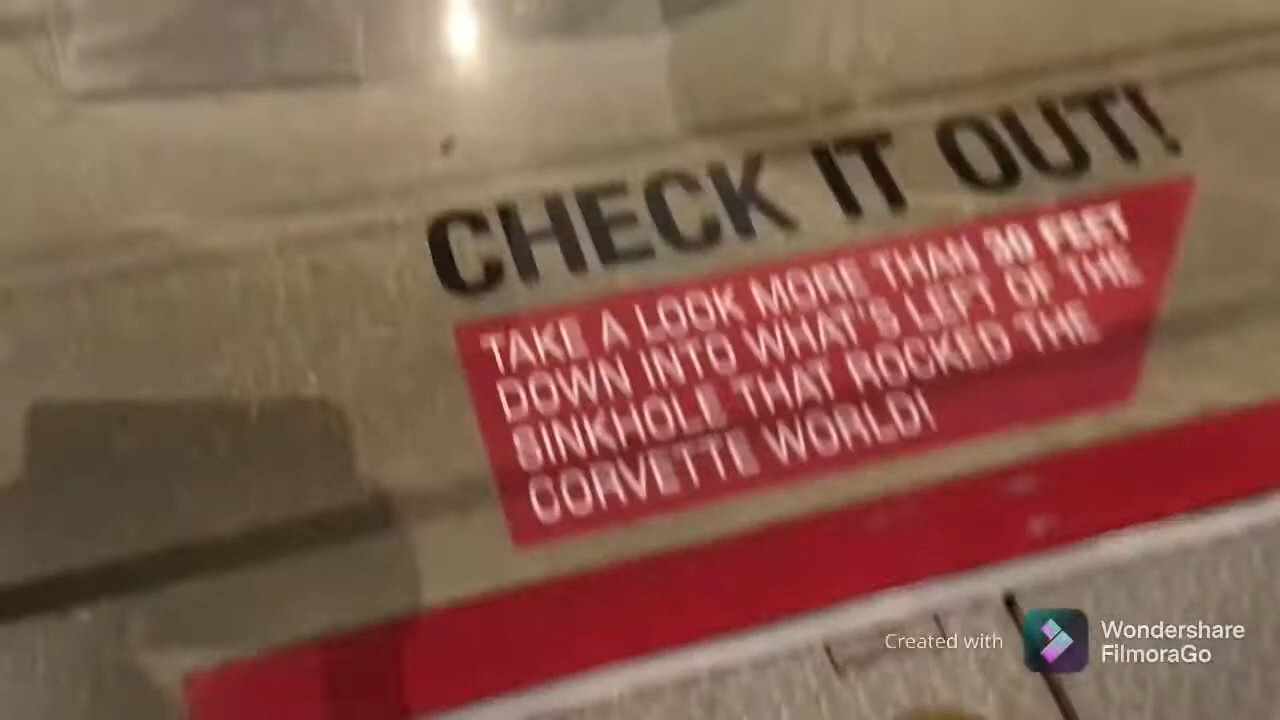 CHECK IT OUT!
TAKE A LOOK MORE THAN 30 FEET
DOWN INTO WHAT'S LEFT OF THE
SINKHOLE THAT ROCKED THE
CORVETTE WORLD!
Created with
Wondershare
FilmoraGo